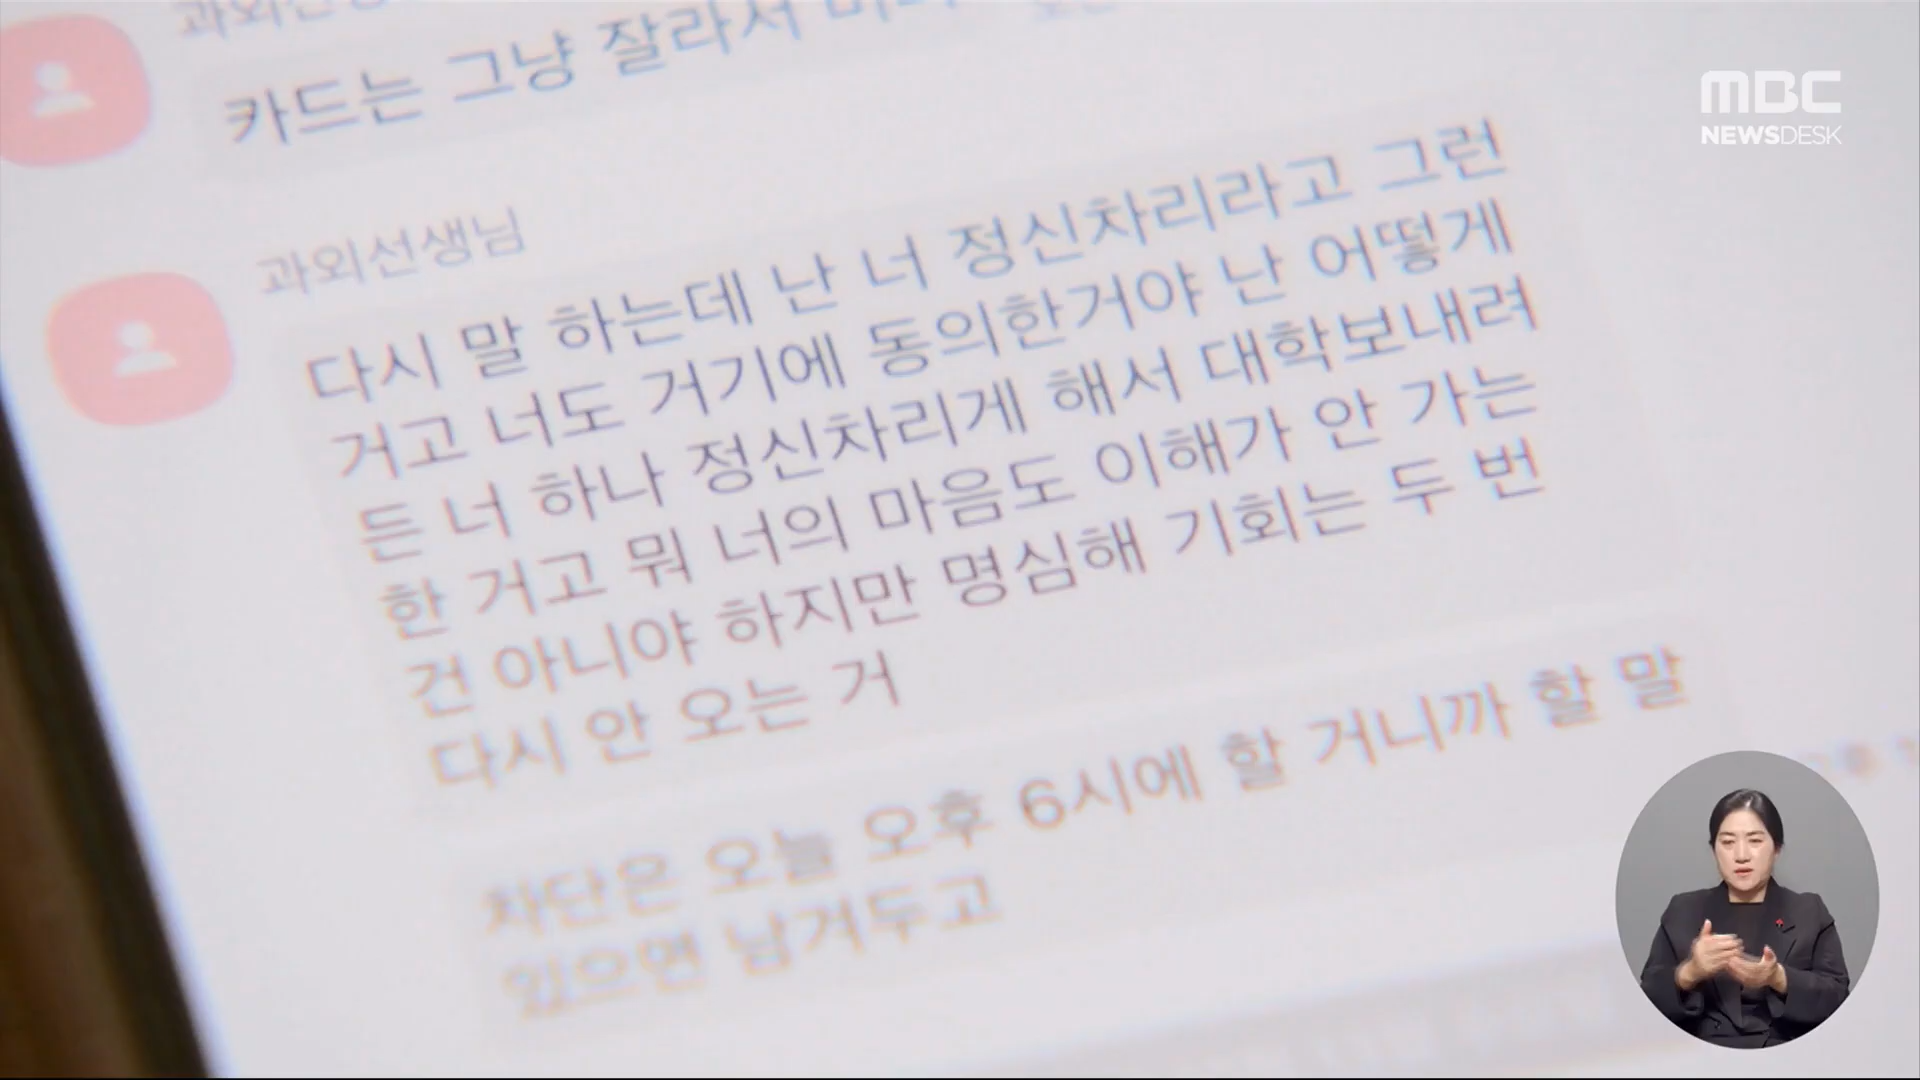 카드는 그냥 잘라서
MBC
NEWSDESK
과외선생님
다시 말 하는데 난 너 정신차리라고 그런
거고 너도 거기에 동의한거야 난 어떻게
든 너 하나 정신차리게 해서 대학보내려
한 거고 뭐 너의 마음도 이해가 안 가는
건 아니야 하지만 명심해 기회는 두 번
다시 안 오는 거
차단은 오늘 오후 6시에 할 거니까 할 말
있으면 남겨두고